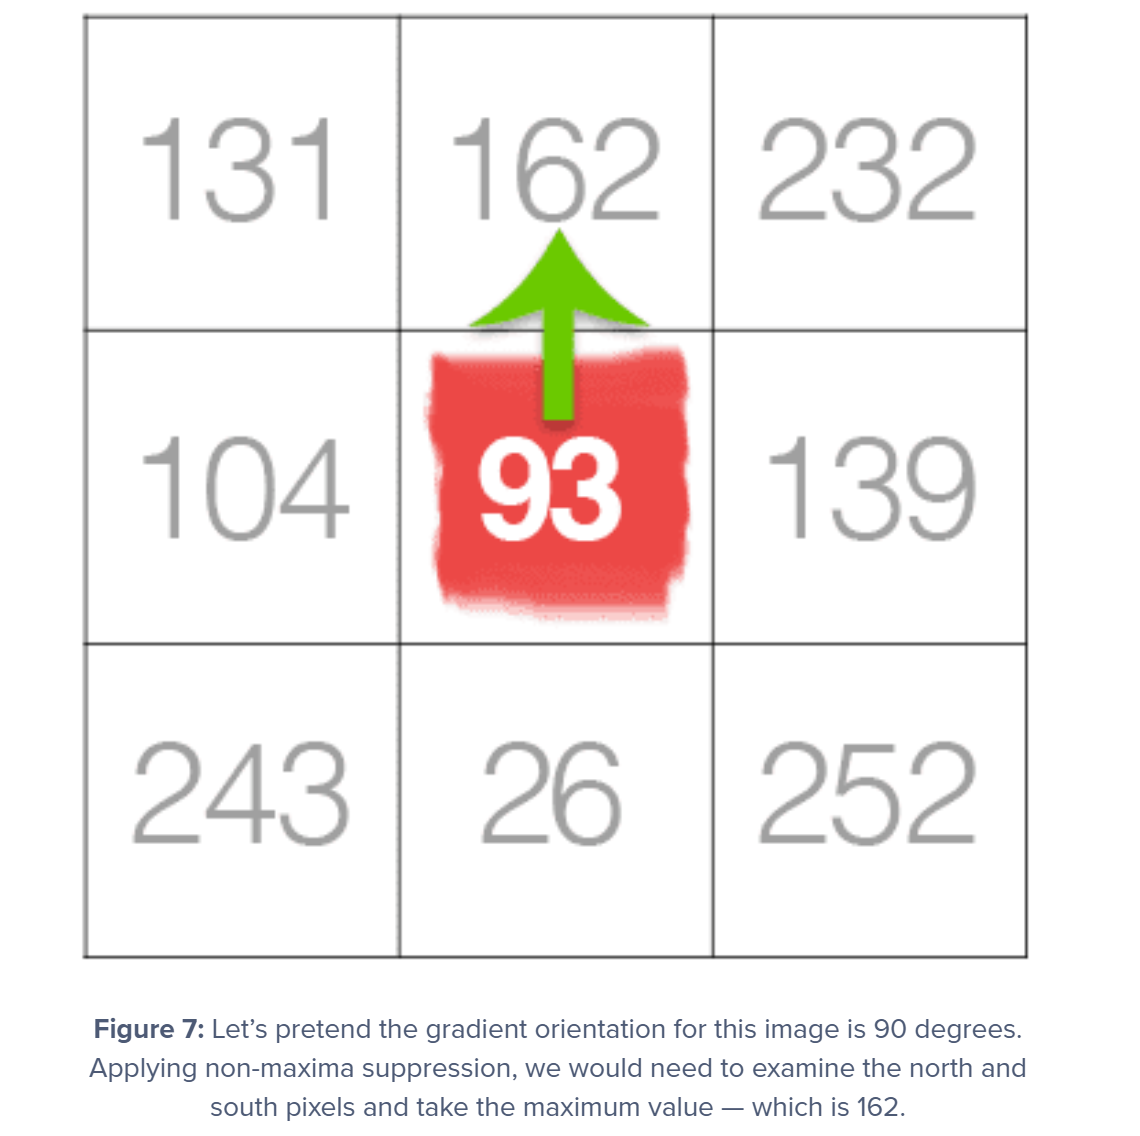 131 162 232
104 93 139
243 26 252
Figure 7: Let’s pretend the gradient orientation for this image is 90 degrees.
Applying non-maxima suppression, we would need to examine the north and
south pixels and take the maximum value — which is 162.